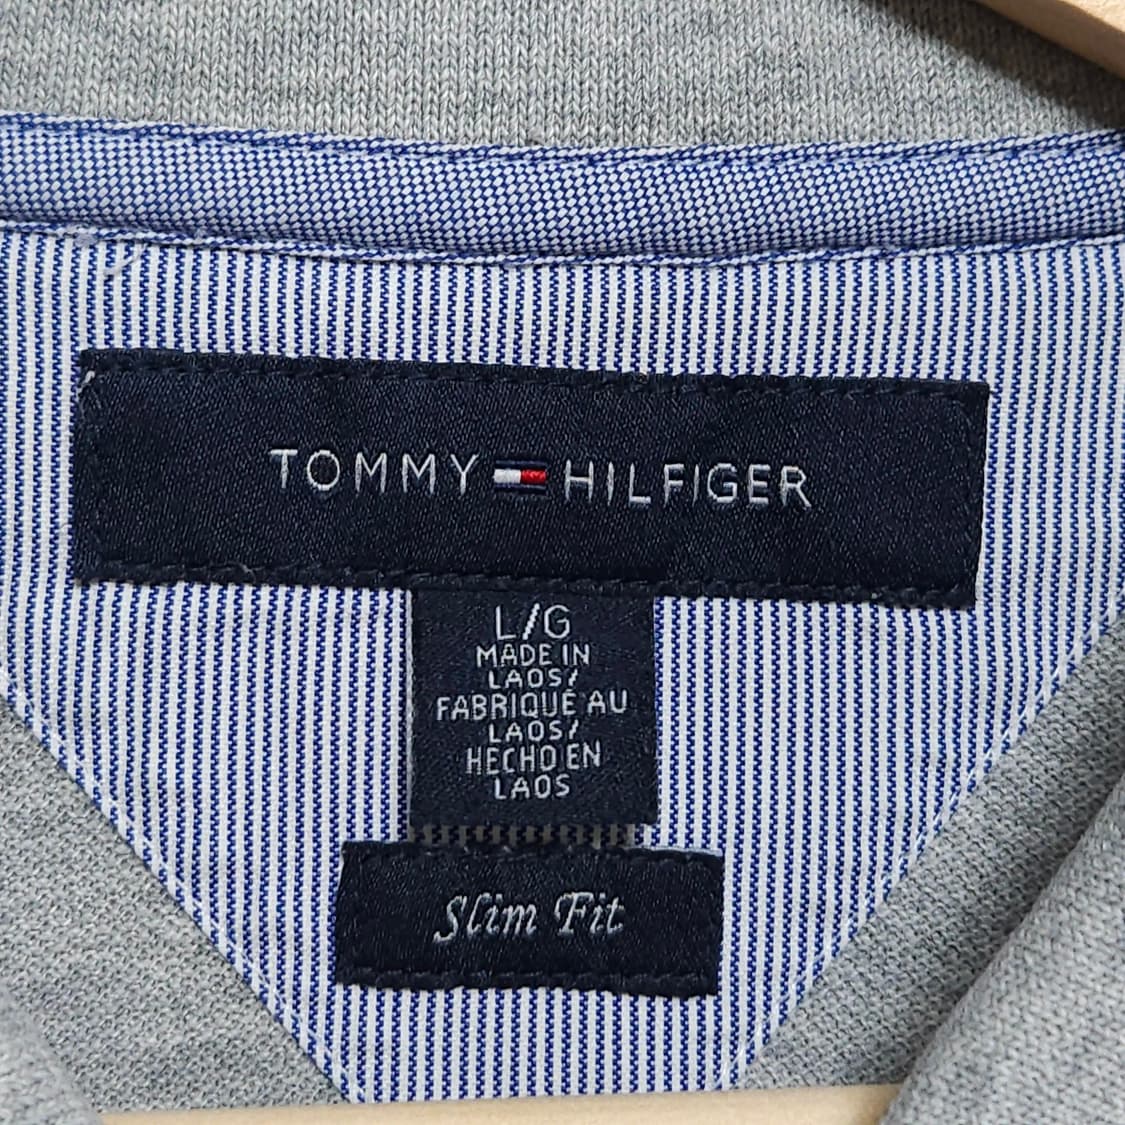 TOMMY HILFIGER
L/G
MADE IN
LAOS/
FABRIQUÉ AU
LAOS/
HECHO EN
LAOS
Slim Fit